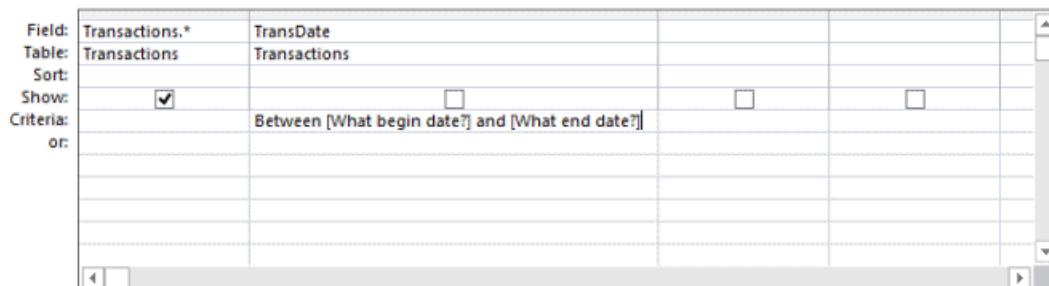 Field: Transactions.* TransDate
Table: Transactions Transactions
Sort:
Show:
Criteria: Between [What begin date?] and [What end date?]
or: